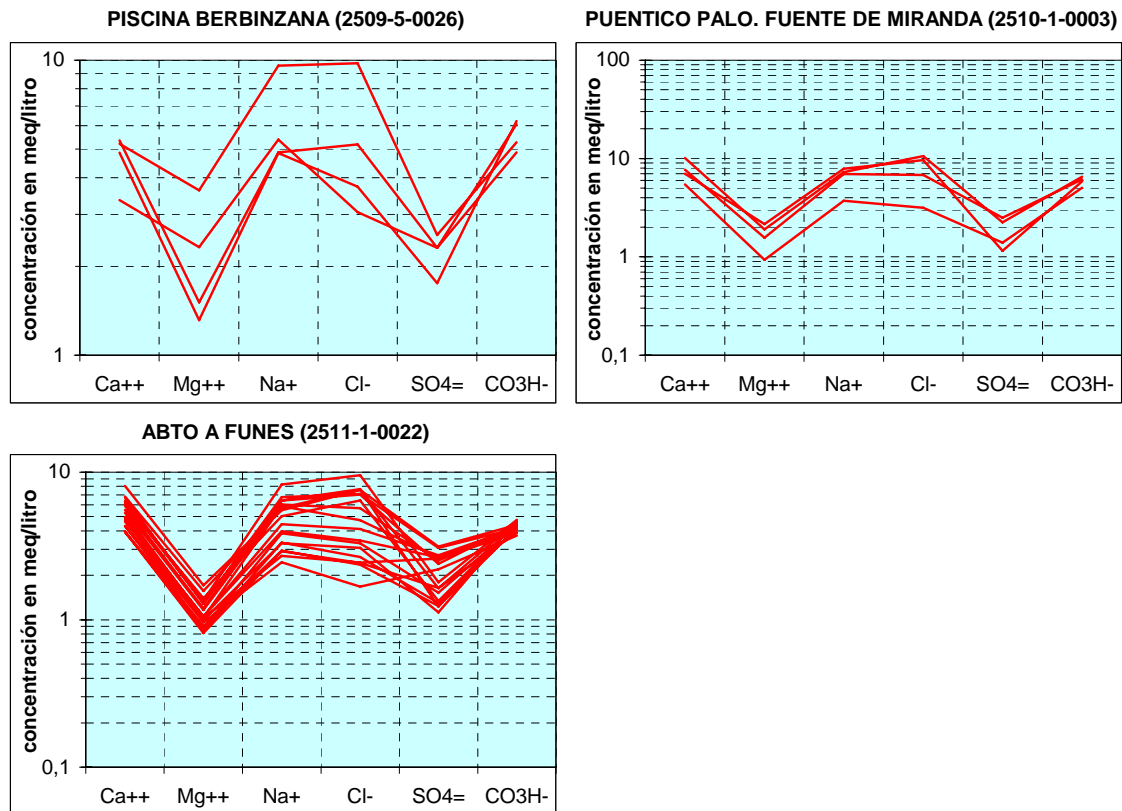 PISCINA BERBINZANA (2509-5-0026)
concentración en meq/litro
10
1
Ca++ Mg++ Na+ Cl- SO4= CO3H-
PUENTICO PALO. FUENTE DE MIRANDA (2510-1-0003)
concentración en meq/litro
100
10
1
0,1
Ca++ Mg++ Na+ Cl- SO4= CO3H-
ABTO A FUNES (2511-1-0022)
concentración en meq/litro
10
1
0,1
Ca++ Mg++ Na+ Cl- SO4= CO3H-